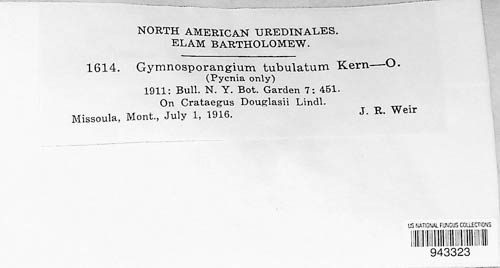 NORTH AMERICAN UREDINALES.
ELAM BARTHOLOMEW.
1614. Gymnosporangium tubulatum Kern—O.
(Pycnia only)
1911: Bull. N. Y. Bot. Garden 7: 451.
On Crataegus Douglasii Lindl.
Missoula, Mont., July 1, 1916. J. R. Weir
US NATIONAL FUNGUS COLLECTIONS
943323